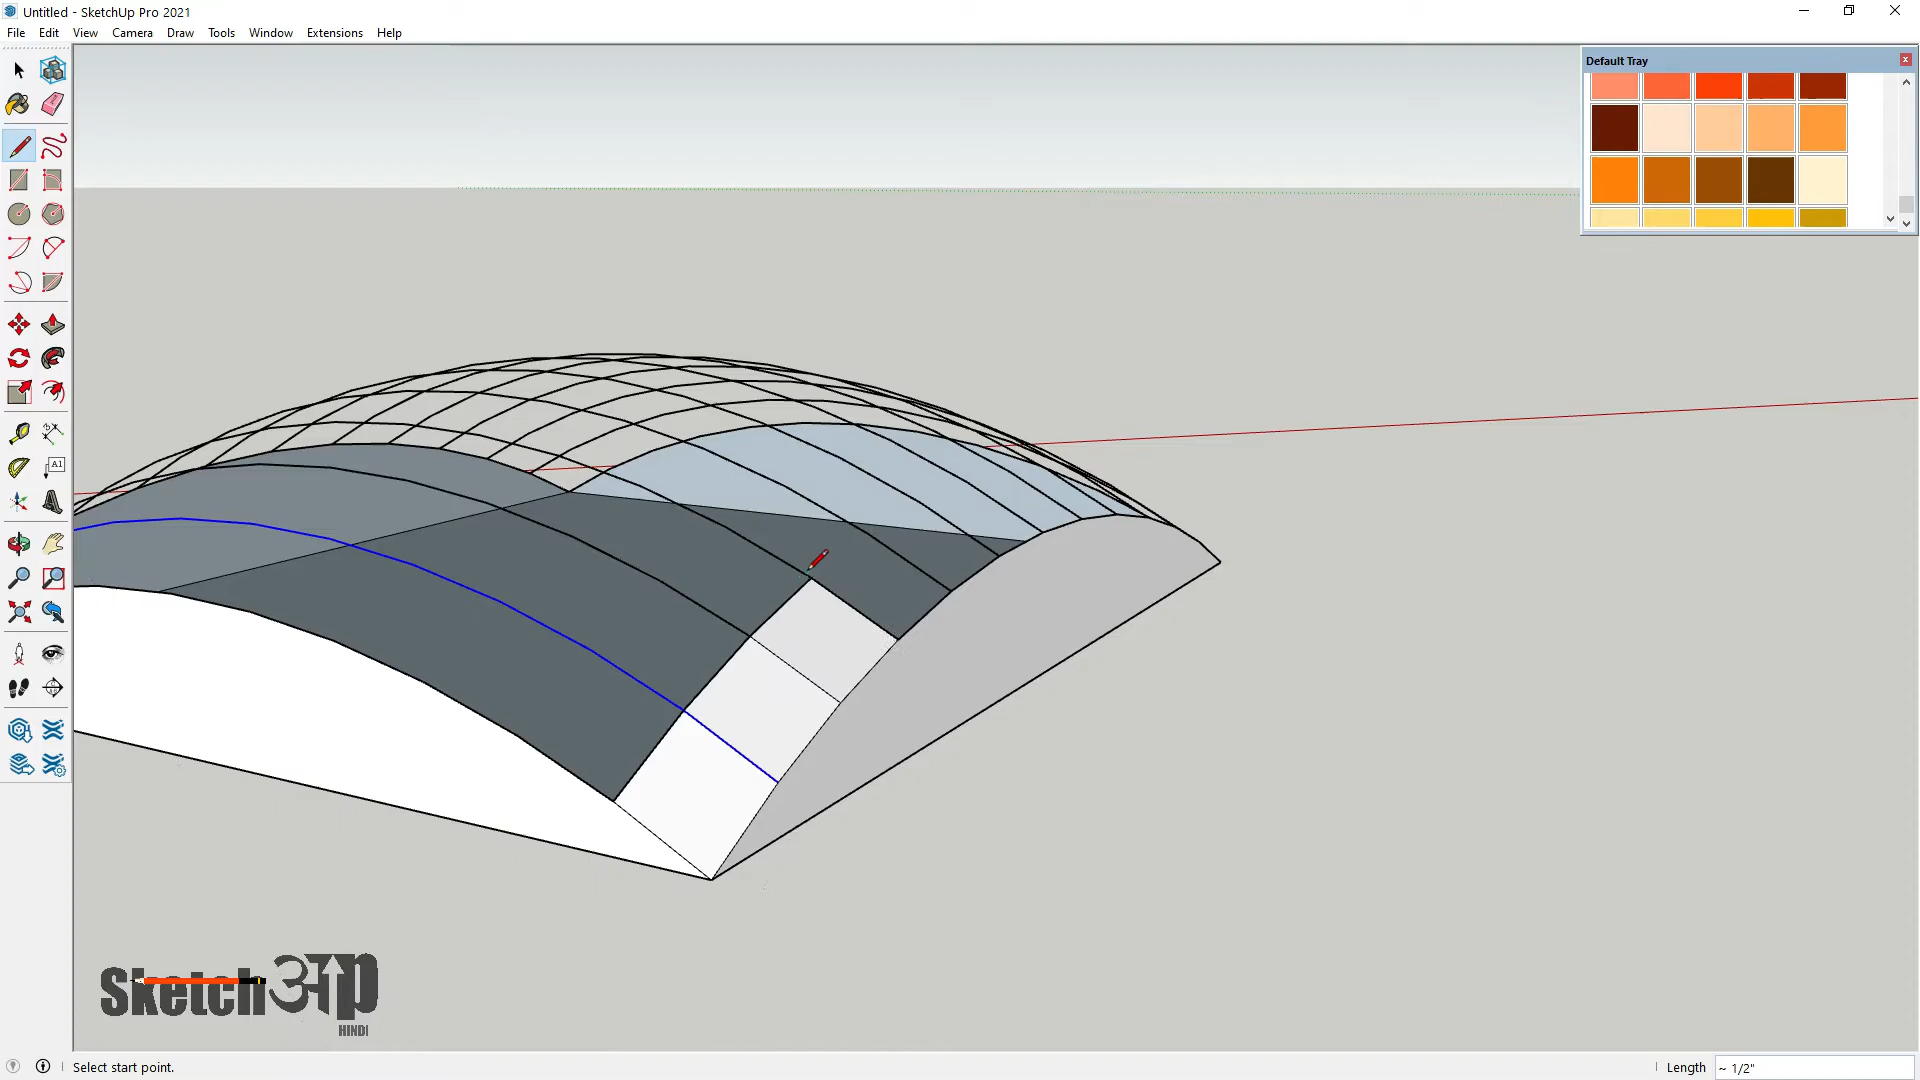 Untitled - SketchUp Pro 2021
File Edit View Camera Draw Tools Window Extensions Help
Default Tray
A1
Sketchअप
HINDI
Select start point.
Length ~ 1/2"